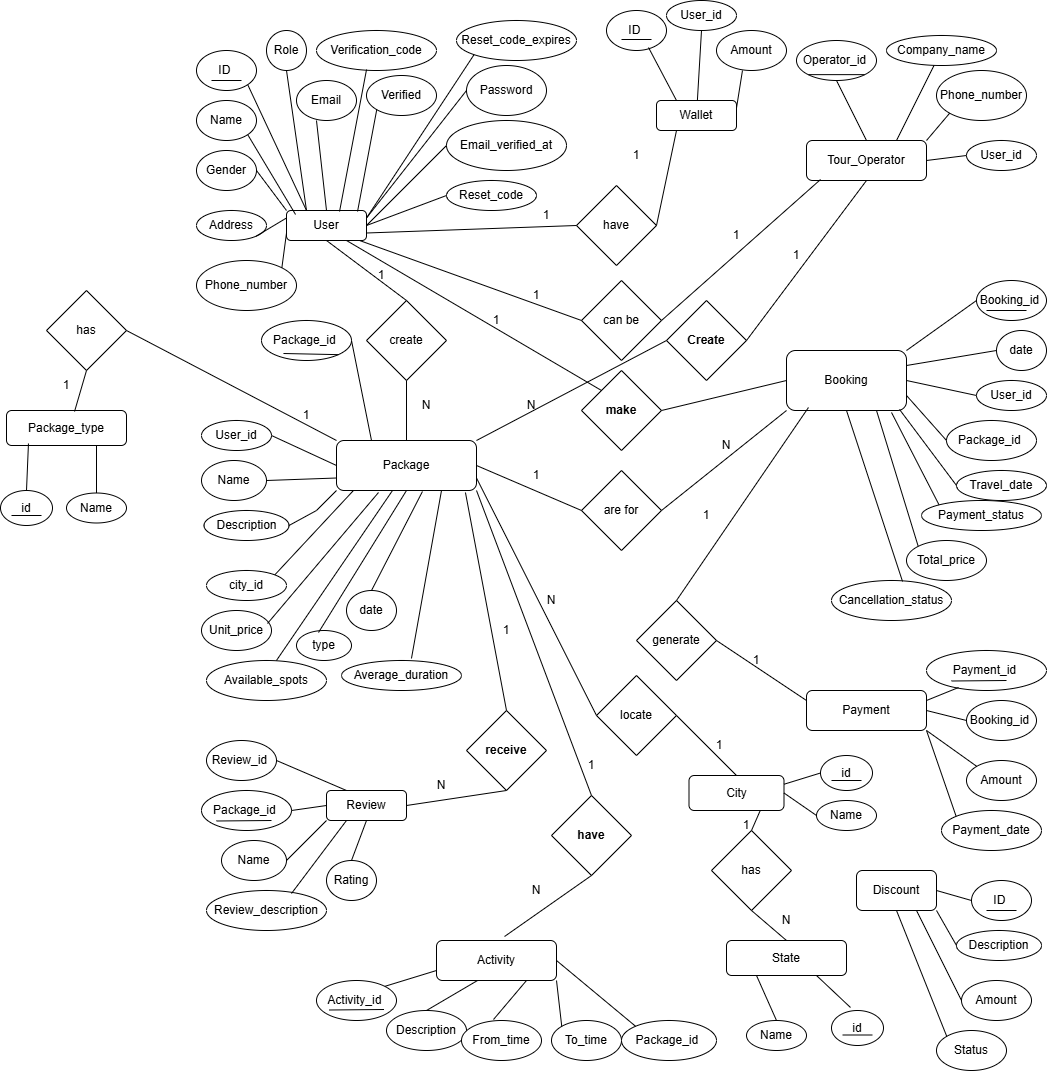 User
ID
Role
Verification_code
Reset_code_expires
Name
Email
Verified
Password
Gender
Email_verified_at
Address
Reset_code
Phone_number
Wallet
ID
User_id
Amount
1
1
have
Tour_Operator
Operator_id
Company_name
Phone_number
User_id
1
can be
1
1
create
N
1
Create
N
1
make
Booking
Booking_id
date
User_id
Package_id
Travel_date
Payment_status
Total_price
Cancellation_status
has
1
1
Package_type
id
Name
Package
Package_id
User_id
Name
Description
city_id
Unit_price
Available_spots
type
date
Average_duration
1
are for
N
1
generate
1
Payment
Payment_id
Booking_id
Amount
Payment_date
1
receive
N
Review
Review_id
Package_id
Name
Review_description
Rating
1
have
N
Activity
Activity_id
Description
From_time
To_time
Package_id
N
locate
1
City
id
Name
1
has
N
State
Name
id
Discount
ID
Description
Amount
Status